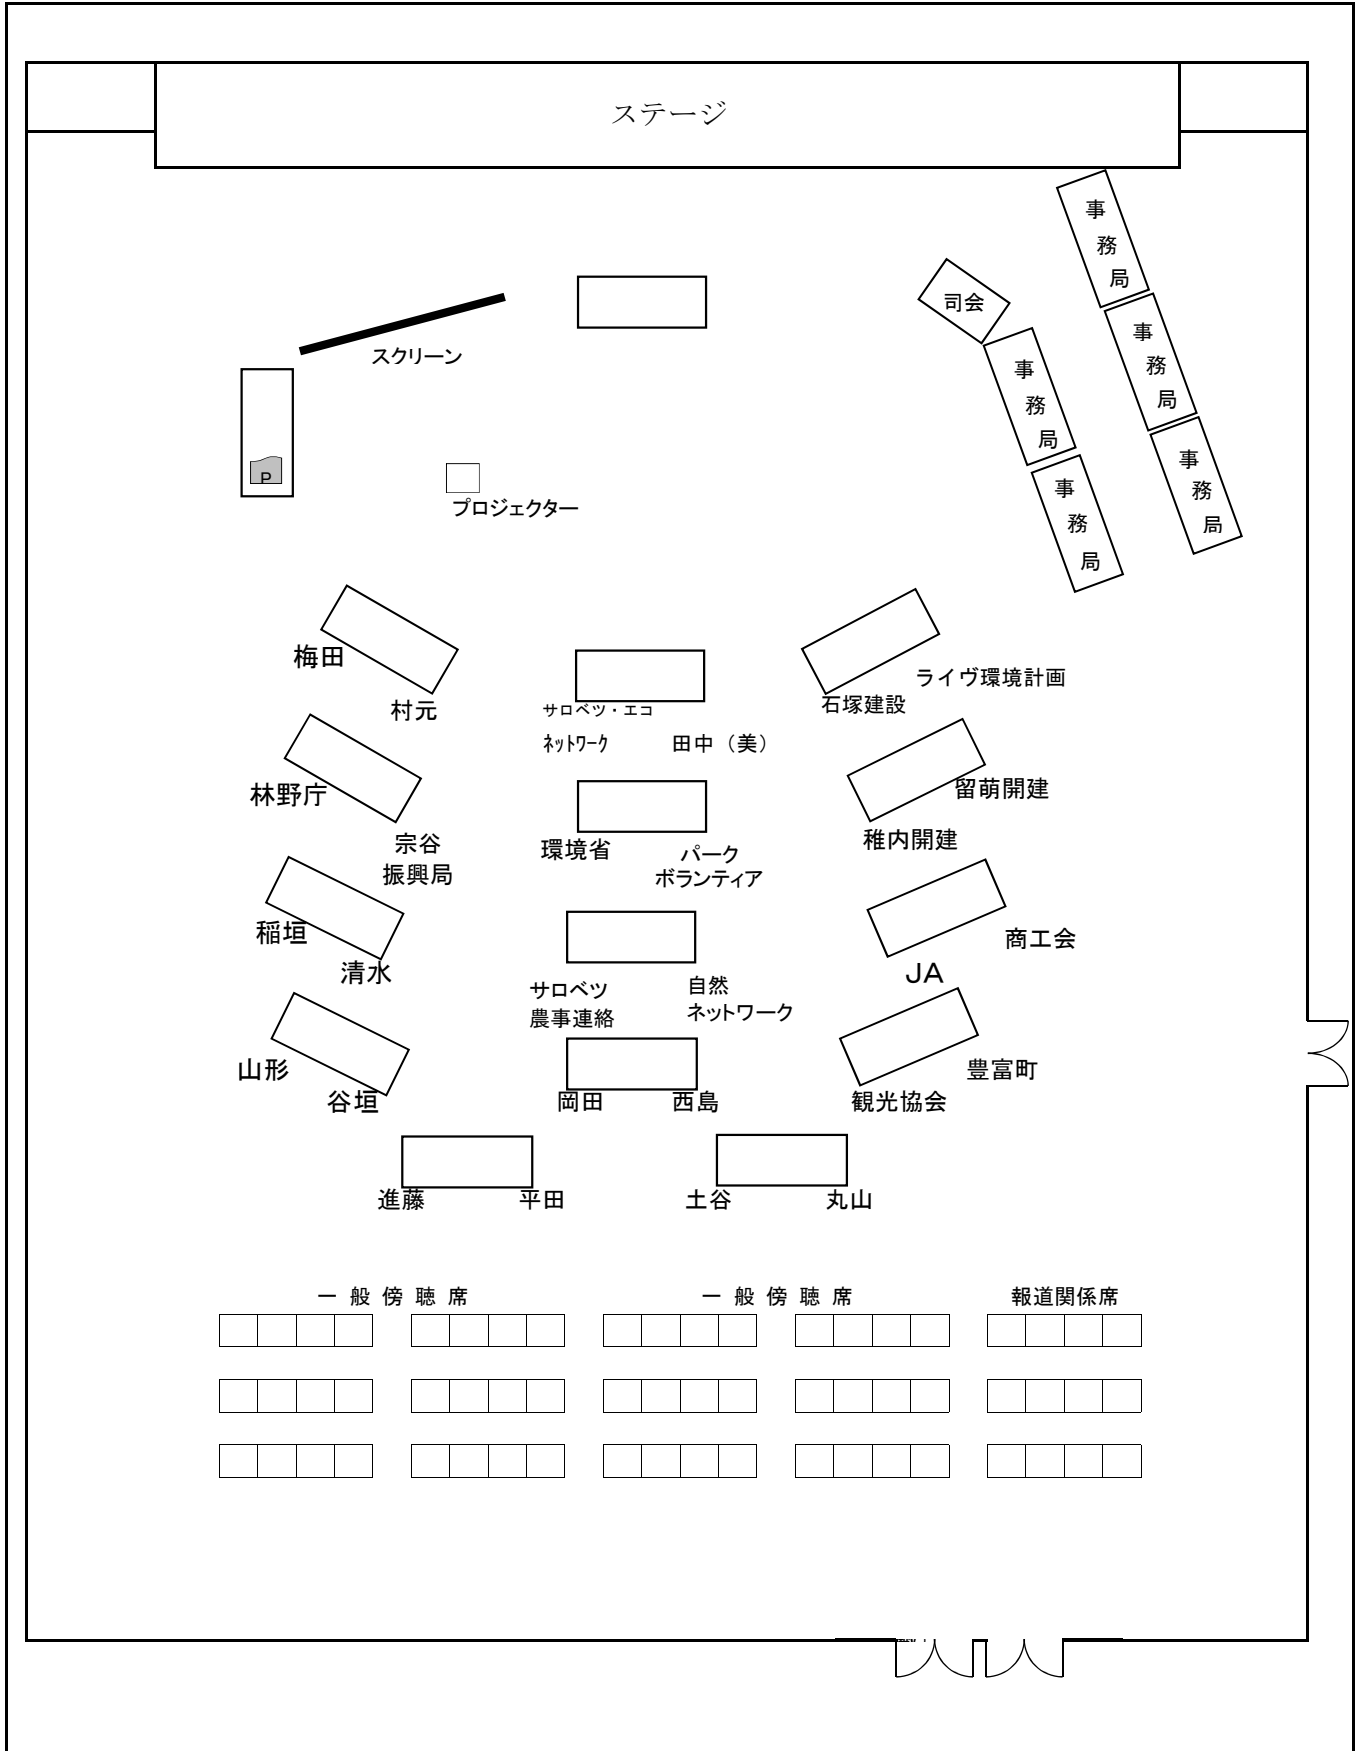 ステージ
事務局
司会
事務局
スクリーン
事務局
事務局
事務局
P
プロジェクター
梅田
村元
サロベツ・エコ
ネットワーク
田中（美）
石塚建設
ライヴ環境計画
林野庁
宗谷
振興局
環境省
パーク
ボランティア
稚内開建
留萌開建
稲垣
清水
サロベツ
農事連絡
自然
ネットワーク
JA
商工会
山形
谷垣
岡田
西島
観光協会
豊富町
進藤
平田
土谷
丸山
一般傍聴席
一般傍聴席
報道関係席